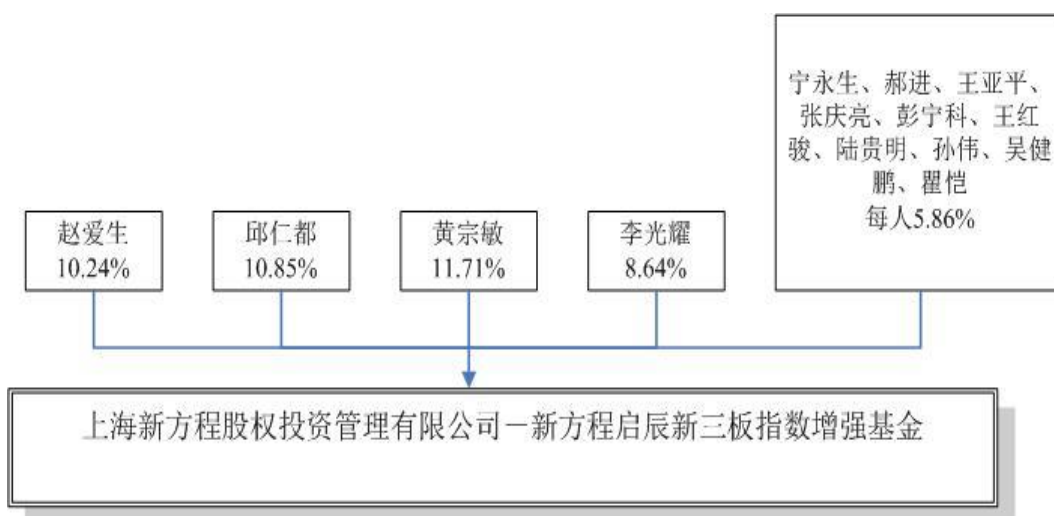 宁永生、郝进、王亚平、
张庆亮、彭宁科、王红
骏、陆贵明、孙伟、吴健
鹏、瞿恺
每人5.86%
赵爱生
10.24%
邱仁都
10.85%
黄宗敏
11.71%
李光耀
8.64%
上海新方程股权投资管理有限公司－新方程启辰新三板指数增强基金